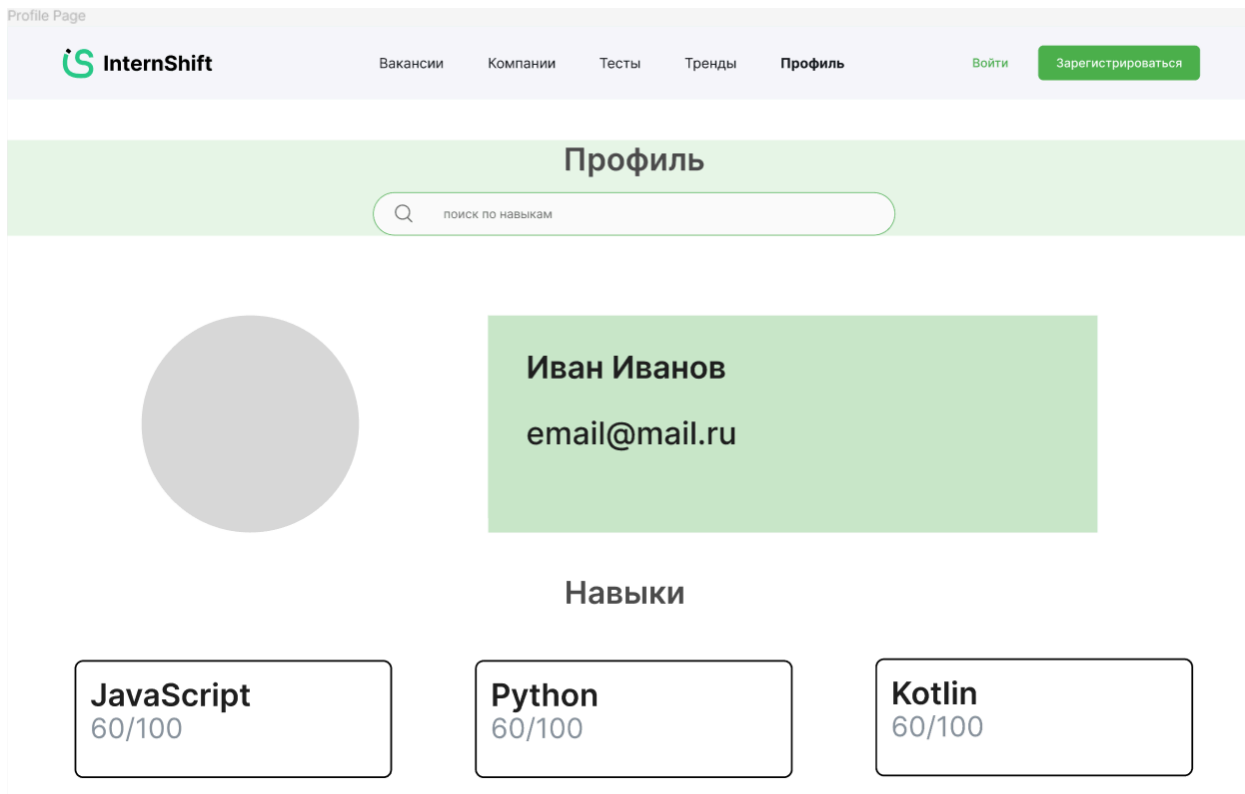 Profile Page
InternShift
Вакансии Компании Тесты Тренды Профиль Войти Зарегистрироваться
Профиль
поиск по навыкам
Иван Иванов
email@mail.ru
Навыки
JavaScript
60/100
Python
60/100
Kotlin
60/100